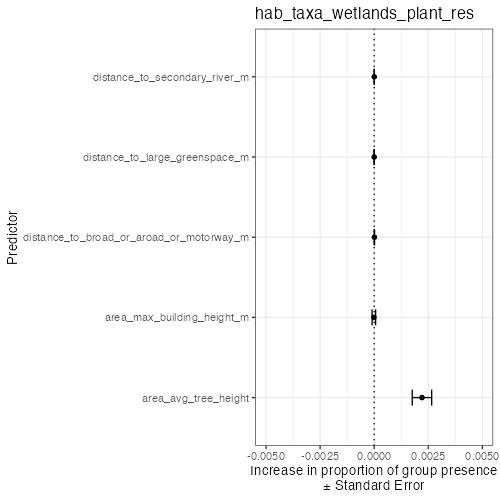 hab_taxa_wetlands_plant_res
Predictor
distance_to_secondary_river_m
distance_to_large_greenspace_m
distance_to_broad_or_aroad_or_motorway_m
area_max_building_height_m
area_avg_tree_height
-0.0050 -0.0025 0.0000 0.0025 0.0050
Increase in proportion of group presence
± Standard Error